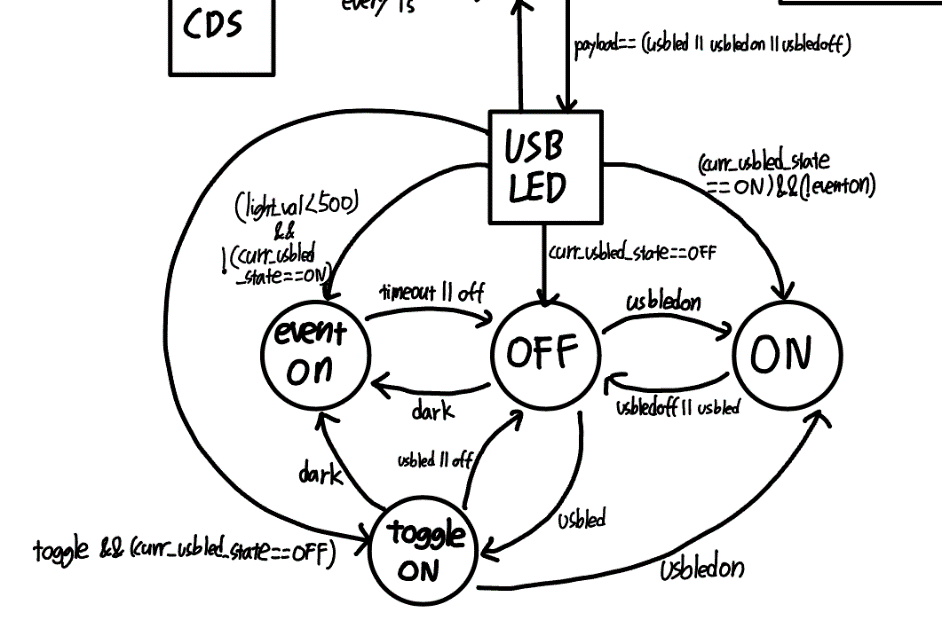 every 1s
CDS
payload== (usbled || usbledon || usbledoff)
USB
LED
(curr_usbled_state
==ON)&&(!eventon)
(light_val<500)
&&
!(curr_usbled
_state==ON)
curr_usbled_state==OFF
timeout || off
usbledon
event
on
OFF
ON
dark
usbledoff || usbled
usbled || off
dark
usbled
toggle
ON
toggle && (curr_usbled_state==OFF)
usbledon